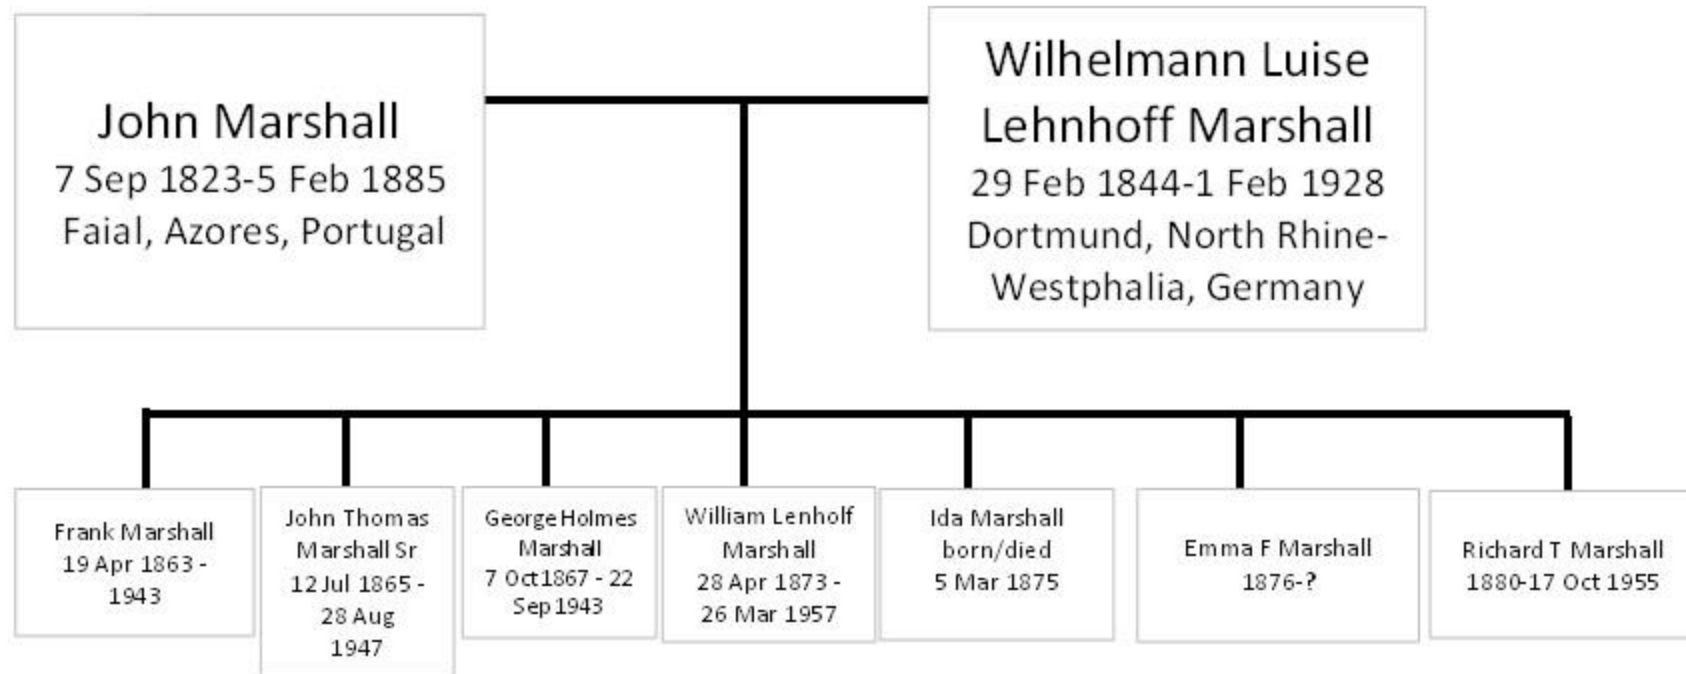 John Marshall
7 Sep 1823-5 Feb 1885
Faial, Azores, Portugal
Wilhelmann Luise
Lehnhoff Marshall
29 Feb 1844-1 Feb 1928
Dortmund, North Rhine-
Westphalia, Germany
Frank Marshall
19 Apr 1863 -
1943
John Thomas
Marshall Sr
12 Jul 1865 -
28 Aug
1947
George Holmes
Marshall
7 Oct 1867 - 22
Sep 1943
William Lenholf
Marshall
28 Apr 1873 -
26 Mar 1957
Ida Marshall
born/died
5 Mar 1875
Emma F Marshall
1876-?
Richard T Marshall
1880-17 Oct 1955